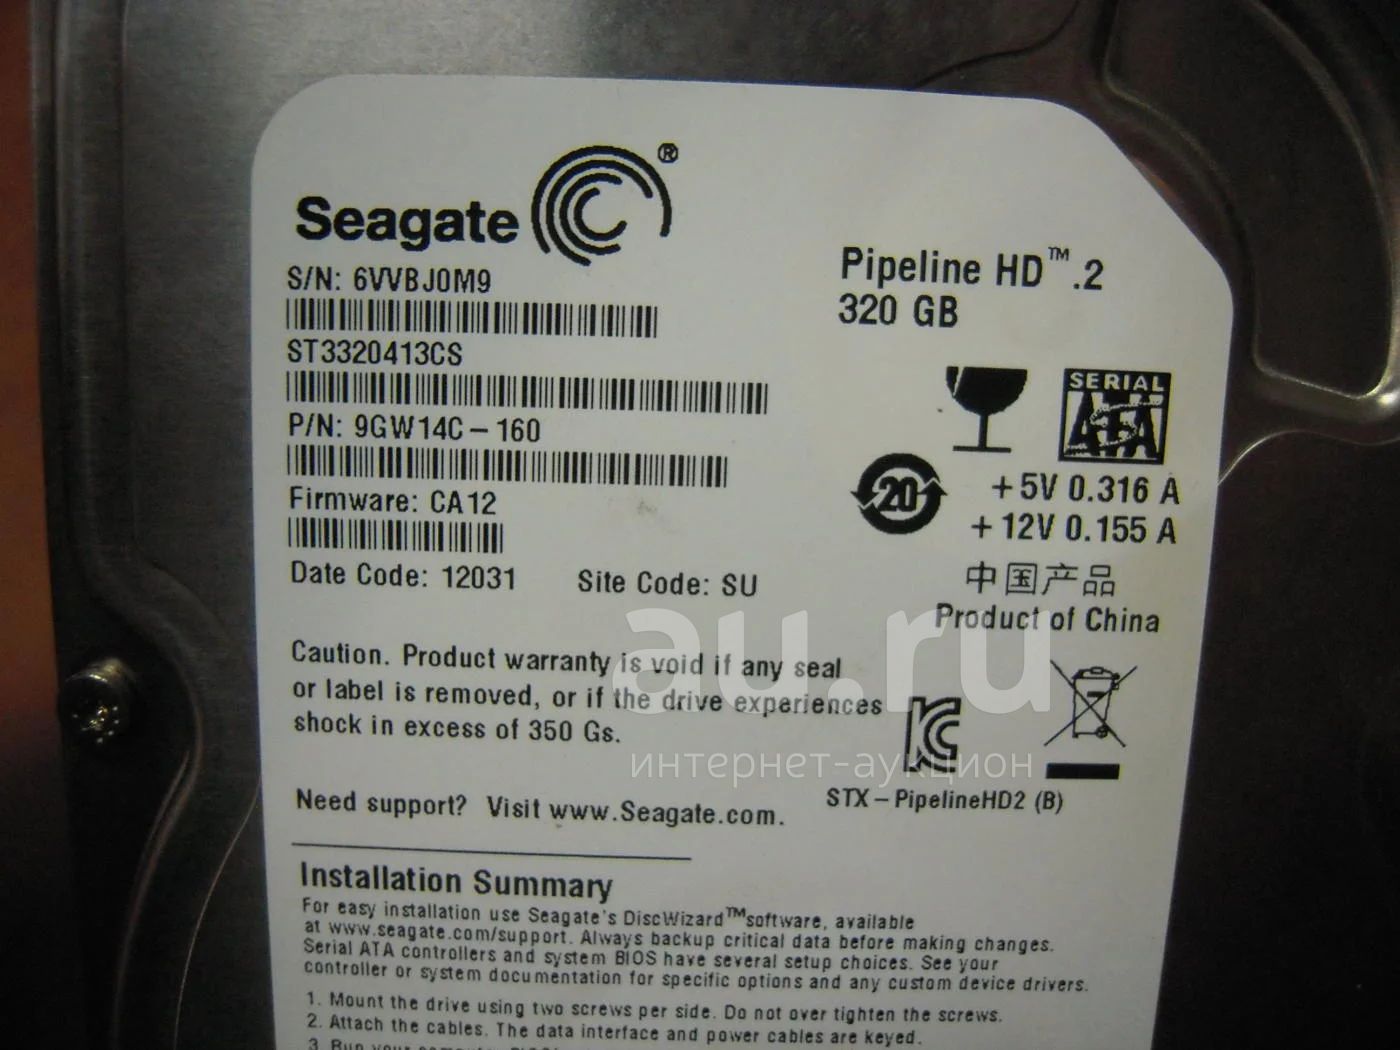 Seagate®
S/N: 6VVBJ0M9
ST3320413CS
P/N: 9GW14C-160
Firmware: CA12
Date Code: 12031 Site Code: SU
Pipeline HD™.2
320 GB
SERIAL
ATA
20
+5V 0.316 A
+12V 0.155 A
中国产品
Product of China
Caution. Product warranty is void if any seal
or label is removed, or if the drive experiences
shock in excess of 350 Gs.
au.ru
интернет-аукцион
STX-PipelineHD2 (B)
Need support? Visit www.Seagate.com.
Installation Summary
For easy installation use Seagate's DiscWizard™software, available
at www.seagate.com/support. Always backup critical data before making changes.
Serial ATA controllers and system BIOS have several setup choices. See your
controller or system documentation for specific options and any custom device drivers.
1. Mount the drive using two screws per side. Do not over tighten the screws.
2. Attach the cables. The data interface and power cables are keyed.
3. Run your computer